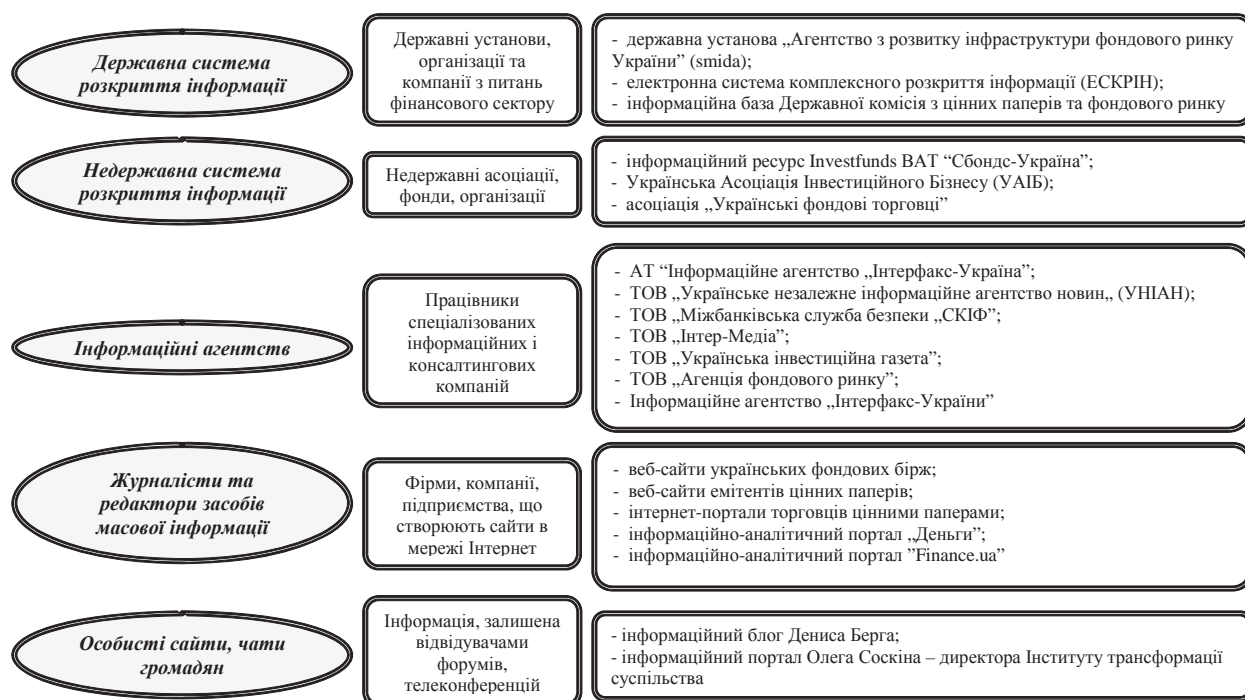 Державна система
розкриття інформації
Державні установи,
організації та
компанії з питань
фінансового сектору
- державна установа „Агентство з розвитку інфраструктури фондового ринку
України” (smida);
- електронна система комплексного розкриття інформації (ЕСКРІН);
- інформаційна база Державної комісія з цінних паперів та фондового ринку
Недержавна система
розкриття інформації
Недержавні асоціації,
фонди, організації
- інформаційний ресурс Investfunds ВАТ “Сбондс-Україна”;
- Українська Асоціація Інвестиційного Бізнесу (УАІБ);
- асоціація „Українські фондові торговці”
Інформаційні агентств
Працівники
спеціалізованих
інформаційних і
консалтингових
компаній
- АТ “Інформаційне агентство „Інтерфакс-Україна”;
- ТОВ „Українське незалежне інформаційне агентство новин„ (УНІАН);
- ТОВ „Міжбанківська служба безпеки „СКІФ”;
- ТОВ „Інтер-Медіа”;
- ТОВ „Українська інвестиційна газета”;
- ТОВ „Агенція фондового ринку”;
- Інформаційне агентство „Інтерфакс-України”
Журналісти та
редактори засобів
масової інформації
Фірми, компанії,
підприємства, що
створюють сайти в
мережі Інтернет
- веб-сайти українських фондових бірж;
- веб-сайти емітентів цінних паперів;
- інтернет-портали торговців цінними паперами;
- інформаційно-аналітичний портал „Деньги”;
- інформаційно-аналітичний портал ”Finance.ua”
Особисті сайти, чати
громадян
Інформація, залишена
відвідувачами
форумів,
телеконференцій
- інформаційний блог Дениса Берга;
- інформаційний портал Олега Соскіна – директора Інституту трансформації
суспільства